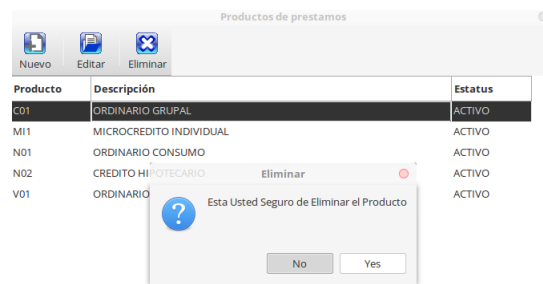 Productos de prestamos
Nuevo Editar Eliminar
Producto Descripción Estatus
C01 ORDINARIO GRUPAL ACTIVO
MI1 MICROCREDITO INDIVIDUAL ACTIVO
N01 ORDINARIO CONSUMO ACTIVO
N02 CREDITO HIPOTECARIO ACTIVO
V01 ORDINARIO ACTIVO
Eliminar
Esta Usted Seguro de Eliminar el Producto
No Yes